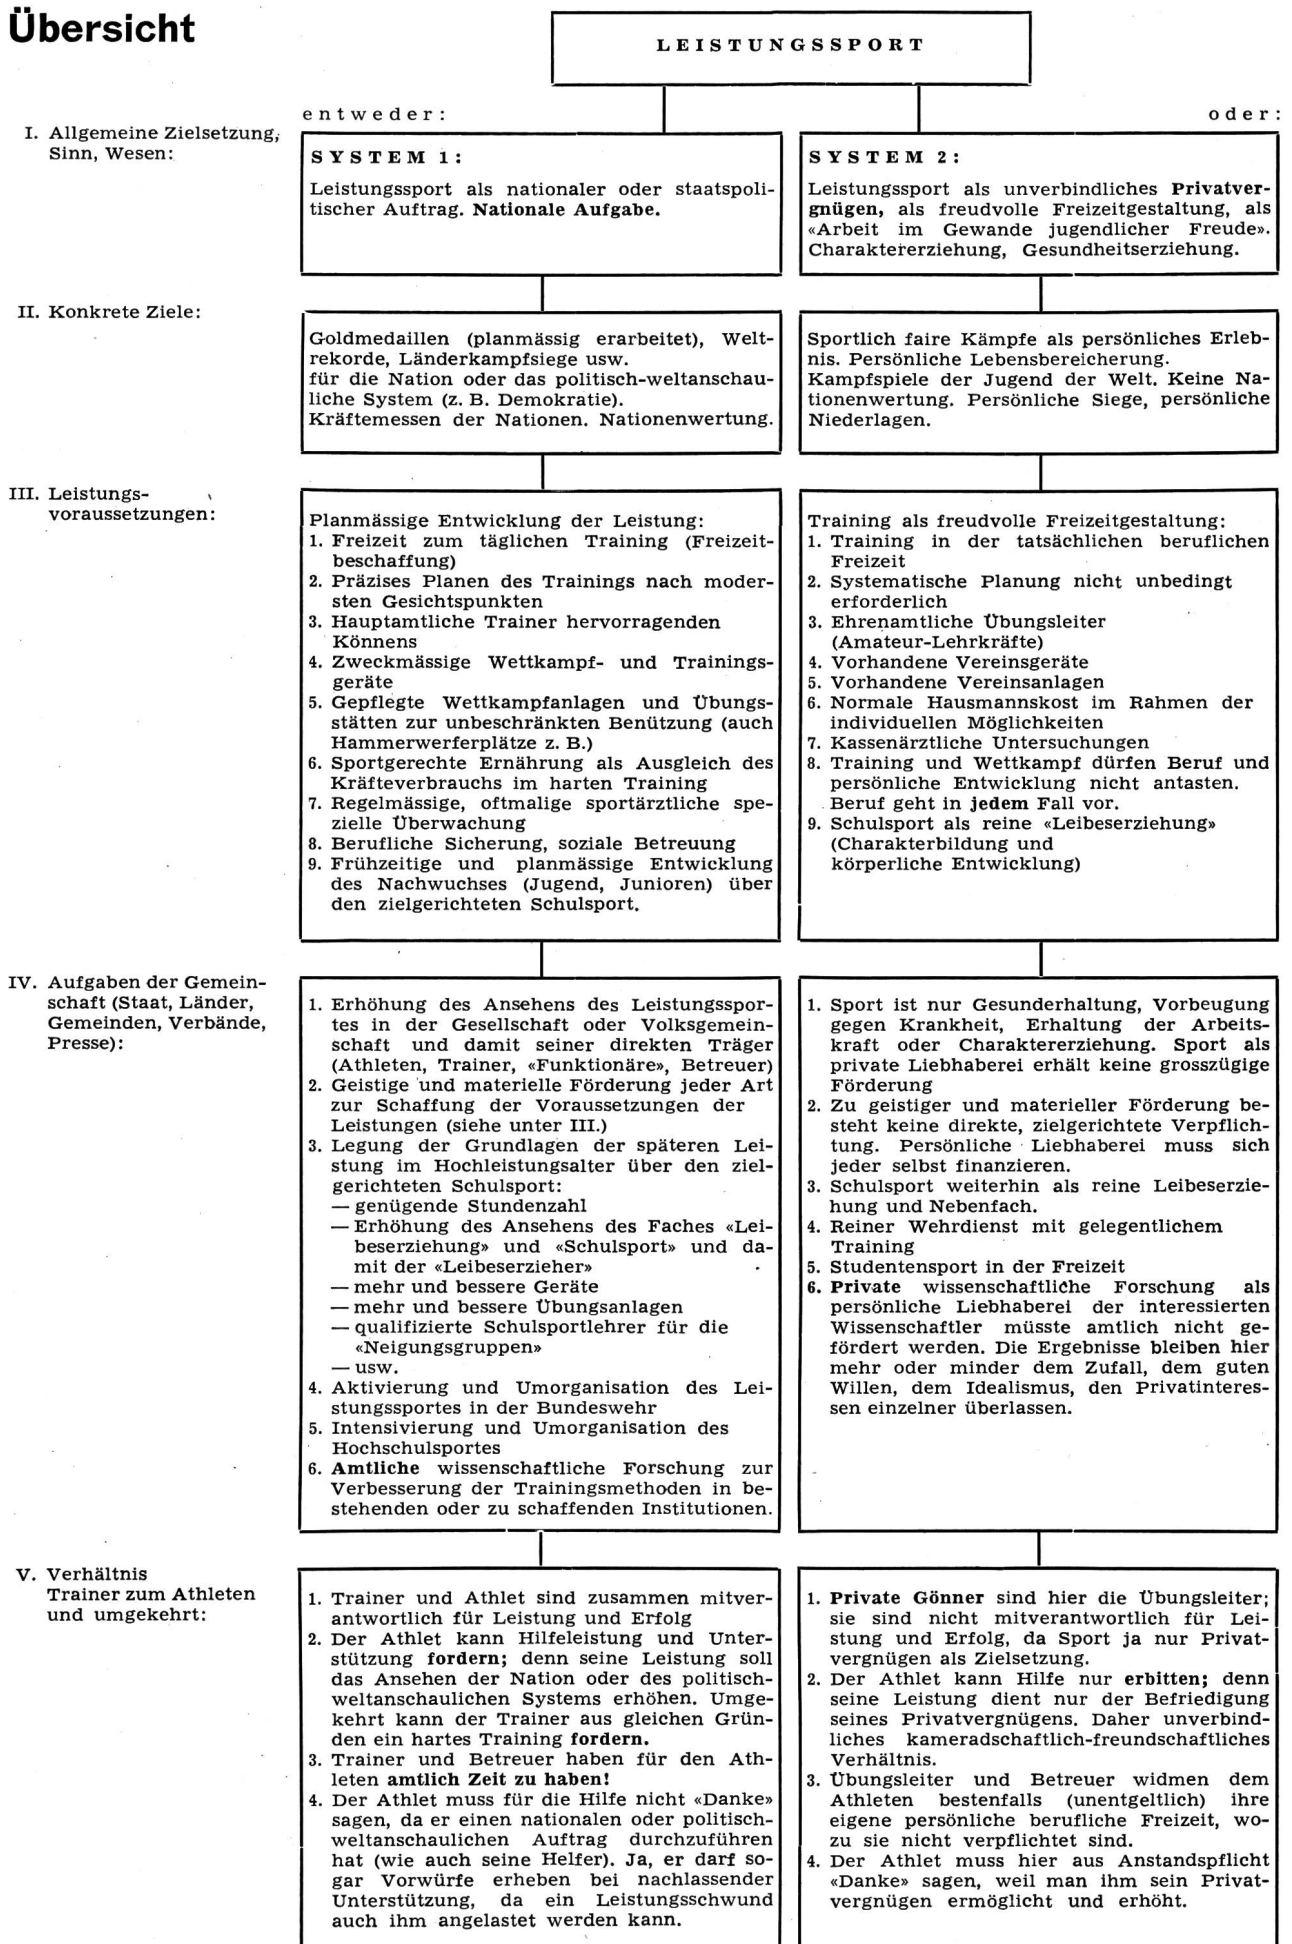 Übersicht
LEISTUNGSSPORT
entweder:
oder:
I. Allgemeine Zielsetzung,
Sinn, Wesen:
SYSTEM 1:
Leistungssport als nationaler oder staatspoli-
tischer Auftrag. Nationale Aufgabe.
SYSTEM 2:
Leistungssport als unverbindliches Privatver-
gnügen, als freudvolle Freizeitgestaltung, als
«Arbeit im Gewande jugendlicher Freude».
Charaktererziehung, Gesundheitserziehung.
II. Konkrete Ziele:
Goldmedaillen (planmässig erarbeitet), Welt-
rekorde, Länderkampfsiege usw.
für die Nation oder das politisch-weltanschau-
liche System (z. B. Demokratie).
Kräftemessen der Nationen. Nationenwertung.
Sportlich faire Kämpfe als persönliches Erleb-
nis. Persönliche Lebensbereicherung.
Kampfspiele der Jugend der Welt. Keine Na-
tionenwertung. Persönliche Siege, persönliche
Niederlagen.
III. Leistungs-
voraussetzungen:
Planmässige Entwicklung der Leistung:
1. Freizeit zum täglichen Training (Freizeit-
beschaffung)
2. Präzises Planen des Trainings nach moder-
sten Gesichtspunkten
3. Hauptamtliche Trainer hervorragenden
Könnens
4. Zweckmässige Wettkampf- und Trainings-
geräte
5. Gepflegte Wettkampfanlagen und Übungs-
stätten zur unbeschränkten Benützung (auch
Hammerwerferplätze z. B.)
6. Sportgerechte Ernährung als Ausgleich des
Kräfteverbrauchs im harten Training
7. Regelmässige, oftmalige sportärztliche spe-
zielle Überwachung
8. Berufliche Sicherung, soziale Betreuung
9. Frühzeitige und planmässige Entwicklung
des Nachwuchses (Jugend, Junioren) über
den zielgerichteten Schulsport.
Training als freudvolle Freizeitgestaltung:
1. Training in der tatsächlichen beruflichen
Freizeit
2. Systematische Planung nicht unbedingt
erforderlich
3. Ehrenamtliche Übungsleiter
(Amateur-Lehrkräfte)
4. Vorhandene Vereinsgeräte
5. Vorhandene Vereinsanlagen
6. Normale Hausmannskost im Rahmen der
individuellen Möglichkeiten
7. Kassenärztliche Untersuchungen
8. Training und Wettkampf dürfen Beruf und
persönliche Entwicklung nicht antasten.
Beruf geht in jedem Fall vor.
9. Schulsport als reine «Leibeserziehung»
(Charakterbildung und
körperliche Entwicklung)
IV. Aufgaben der Gemein-
schaft (Staat, Länder,
Gemeinden, Verbände,
Presse):
1. Erhöhung des Ansehens des Leistungsspor-
tes in der Gesellschaft oder Volksgemein-
schaft und damit seiner direkten Träger
(Athleten, Trainer, «Funktionäre», Betreuer)
2. Geistige und materielle Förderung jeder Art
zur Schaffung der Voraussetzungen der
Leistungen (siehe unter III.)
3. Legung der Grundlagen der späteren Lei-
stung im Hochleistungsalter über den ziel-
gerichteten Schulsport:
— genügende Stundenzahl
— Erhöhung des Ansehens des Faches «Lei-
beserziehung» und «Schulsport» und da-
mit der «Leibeserzieher»
— mehr und bessere Geräte
— mehr und bessere Übungsanlagen
— qualifizierte Schulsportlehrer für die
«Neigungsgruppen»
— usw.
4. Aktivierung und Umorganisation des Lei-
stungssportes in der Bundeswehr
5. Intensivierung und Umorganisation des
Hochschulsportes
6. Amtliche wissenschaftliche Forschung zur
Verbesserung der Trainingsmethoden in be-
stehenden oder zu schaffenden Institutionen.
1. Sport ist nur Gesunderhaltung, Vorbeugung
gegen Krankheit, Erhaltung der Arbeits-
kraft oder Charaktererziehung. Sport als
private Liebhaberei erhält keine grosszügige
Förderung
2. Zu geistiger und materieller Förderung be-
steht keine direkte, zielgerichtete Verpflich-
tung. Persönliche Liebhaberei muss sich
jeder selbst finanzieren.
3. Schulsport weiterhin als reine Leibeserzie-
hung und Nebenfach.
4. Reiner Wehrdienst mit gelegentlichem
Training
5. Studentensport in der Freizeit
6. Private wissenschaftliche Forschung als
persönliche Liebhaberei der interessierten
Wissenschaftler müsste amtlich nicht ge-
fördert werden. Die Ergebnisse bleiben hier
mehr oder minder dem Zufall, dem guten
Willen, dem Idealismus, den Privatinteres-
sen einzelner überlassen.
V. Verhältnis
Trainer zum Athleten
und umgekehrt:
1. Trainer und Athlet sind zusammen mitver-
antwortlich für Leistung und Erfolg
2. Der Athlet kann Hilfeleistung und Unter-
stützung fordern; denn seine Leistung soll
das Ansehen der Nation oder des politisch-
weltanschaulichen Systems erhöhen. Umge-
kehrt kann der Trainer aus gleichen Grün-
den ein hartes Training fordern.
3. Trainer und Betreuer haben für den Ath-
leten amtlich Zeit zu haben!
4. Der Athlet muss für die Hilfe nicht «Danke»
sagen, da er einen nationalen oder politisch-
weltanschaulichen Auftrag durchzuführen
hat (wie auch seine Helfer). Ja, er darf so-
gar Vorwürfe erheben bei nachlassender
Unterstützung, da ein Leistungsschwund
auch ihm angelastet werden kann.
1. Private Gönner sind hier die Übungsleiter;
sie sind nicht mitverantwortlich für Lei-
stung und Erfolg, da Sport ja nur Privat-
vergnügen als Zielsetzung.
2. Der Athlet kann Hilfe nur erbitten; denn
seine Leistung dient nur der Befriedigung
seines Privatvergnügens. Daher unverbind-
liches kameradschaftlich-freundschaftliches
Verhältnis.
3. Übungsleiter und Betreuer widmen dem
Athleten bestenfalls (unentgeltlich) ihre
eigene persönliche berufliche Freizeit, wo-
zu sie nicht verpflichtet sind.
4. Der Athlet muss hier aus Anstandspflicht
«Danke» sagen, weil man ihm sein Privat-
vergnügen ermöglicht und erhöht.